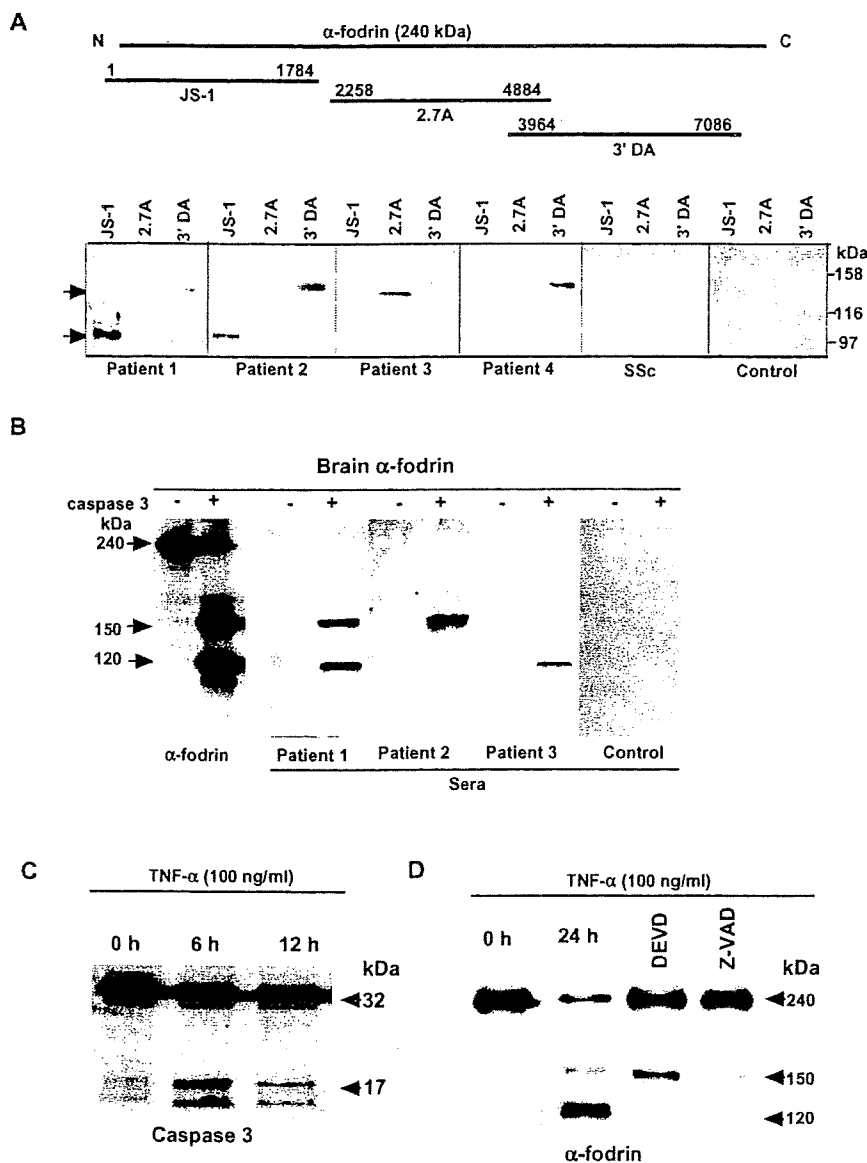 A
α-fodrin (240 kDa)
N C
1 1784
JS-1
2258 4884
2.7A
3964 7086
3' DA
JS-1 2.7A 3' DA JS-1 2.7A 3' DA JS-1 2.7A 3' DA JS-1 2.7A 3' DA JS-1 2.7A 3' DA JS-1 2.7A 3' DA
kDa
158
116
97
Patient 1 Patient 2 Patient 3 Patient 4 SSc Control
B
Brain α-fodrin
caspase 3 - + - + - + - + - +
kDa
240
150
120
α-fodrin Patient 1 Patient 2 Patient 3 Control
Sera
C
TNF-α (100 ng/ml)
0 h 6 h 12 h
kDa
32
17
Caspase 3
D
TNF-α (100 ng/ml)
0 h 24 h DEVD Z-VAD
kDa
240
150
120
α-fodrin